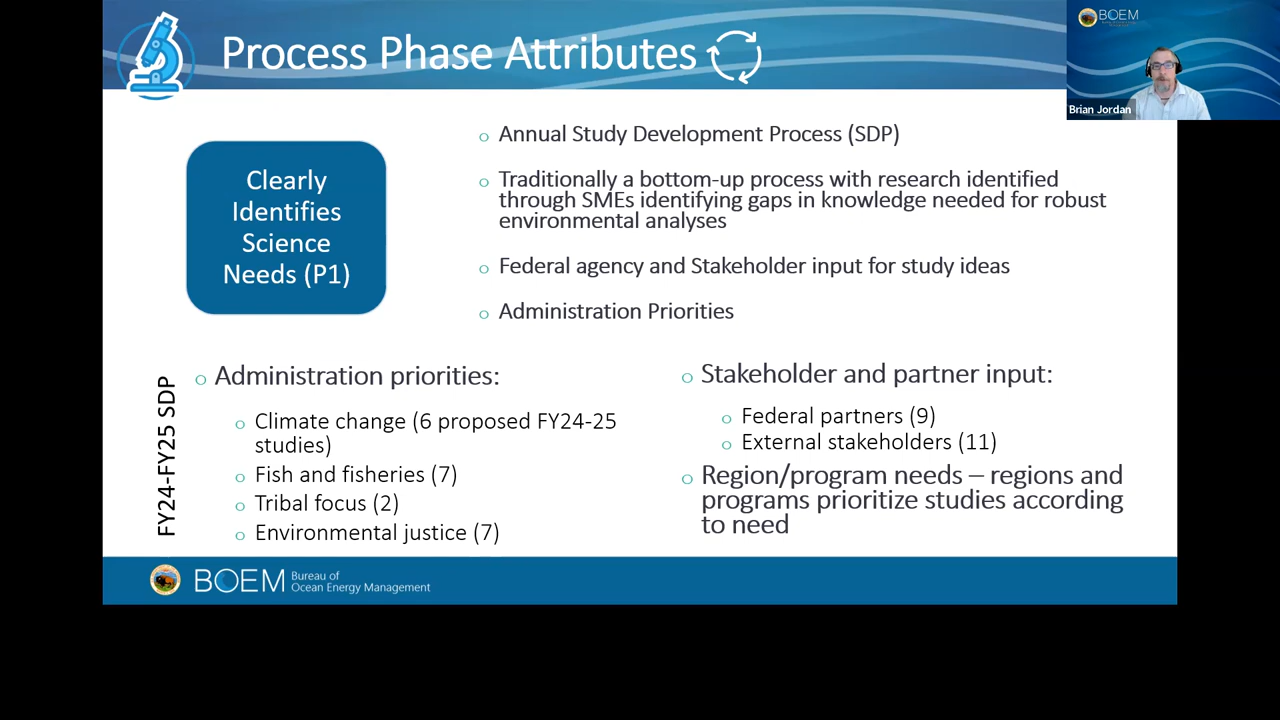 Process Phase Attributes
BOEM
Brian Jordan
Clearly
Identifies
Science
Needs (P1)
o Annual Study Development Process (SDP)
o Traditionally a bottom-up process with research identified
through SMEs identifying gaps in knowledge needed for robust
environmental analyses
o Federal agency and Stakeholder input for study ideas
o Administration Priorities
FY24-FY25 SDP
o Administration priorities:
o Climate change (6 proposed FY24-25
studies)
o Fish and fisheries (7)
o Tribal focus (2)
o Environmental justice (7)
o Stakeholder and partner input:
o Federal partners (9)
o External stakeholders (11)
o Region/program needs – regions and
programs prioritize studies according
to need
BOEM
Bureau of
Ocean Energy Management